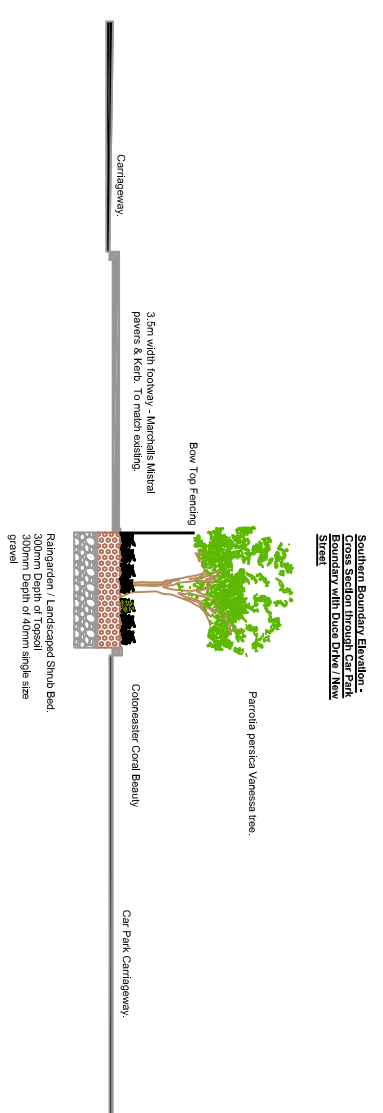 Southern Boundary Elevation -
Cross Section through Car Park
Boundary with Duce Drive / New
Street
Parrotia persica Vanessa tree.
Bow Top Fencing
3.5m width footway - Marchalls Mistral
pavers & Kerb. To match existing.
Carriageway.
Cotoneaster Coral Beauty
Car Park Carriageway.
Raingarden / Landscaped Shrub Bed.
300mm Depth of Topsoil
300mm Depth of 40mm single size
gravel